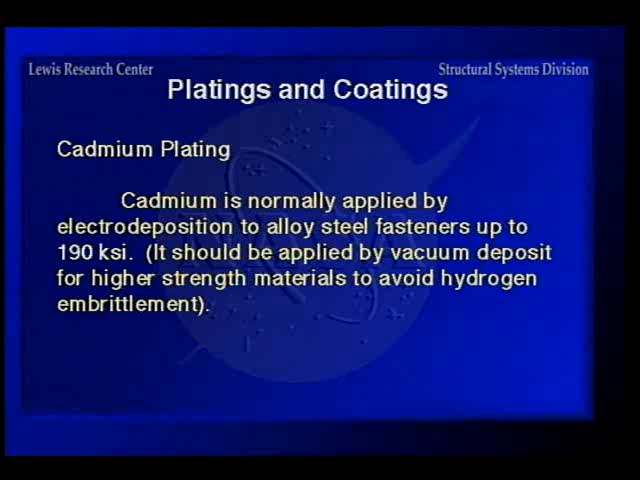 Lewis Research Center
Structural Systems Division
Platings and Coatings
Cadmium Plating
Cadmium is normally applied by
electrodeposition to alloy steel fasteners up to
190 ksi.  (It should be applied by vacuum deposit
for higher strength materials to avoid hydrogen
embrittlement).
NASA